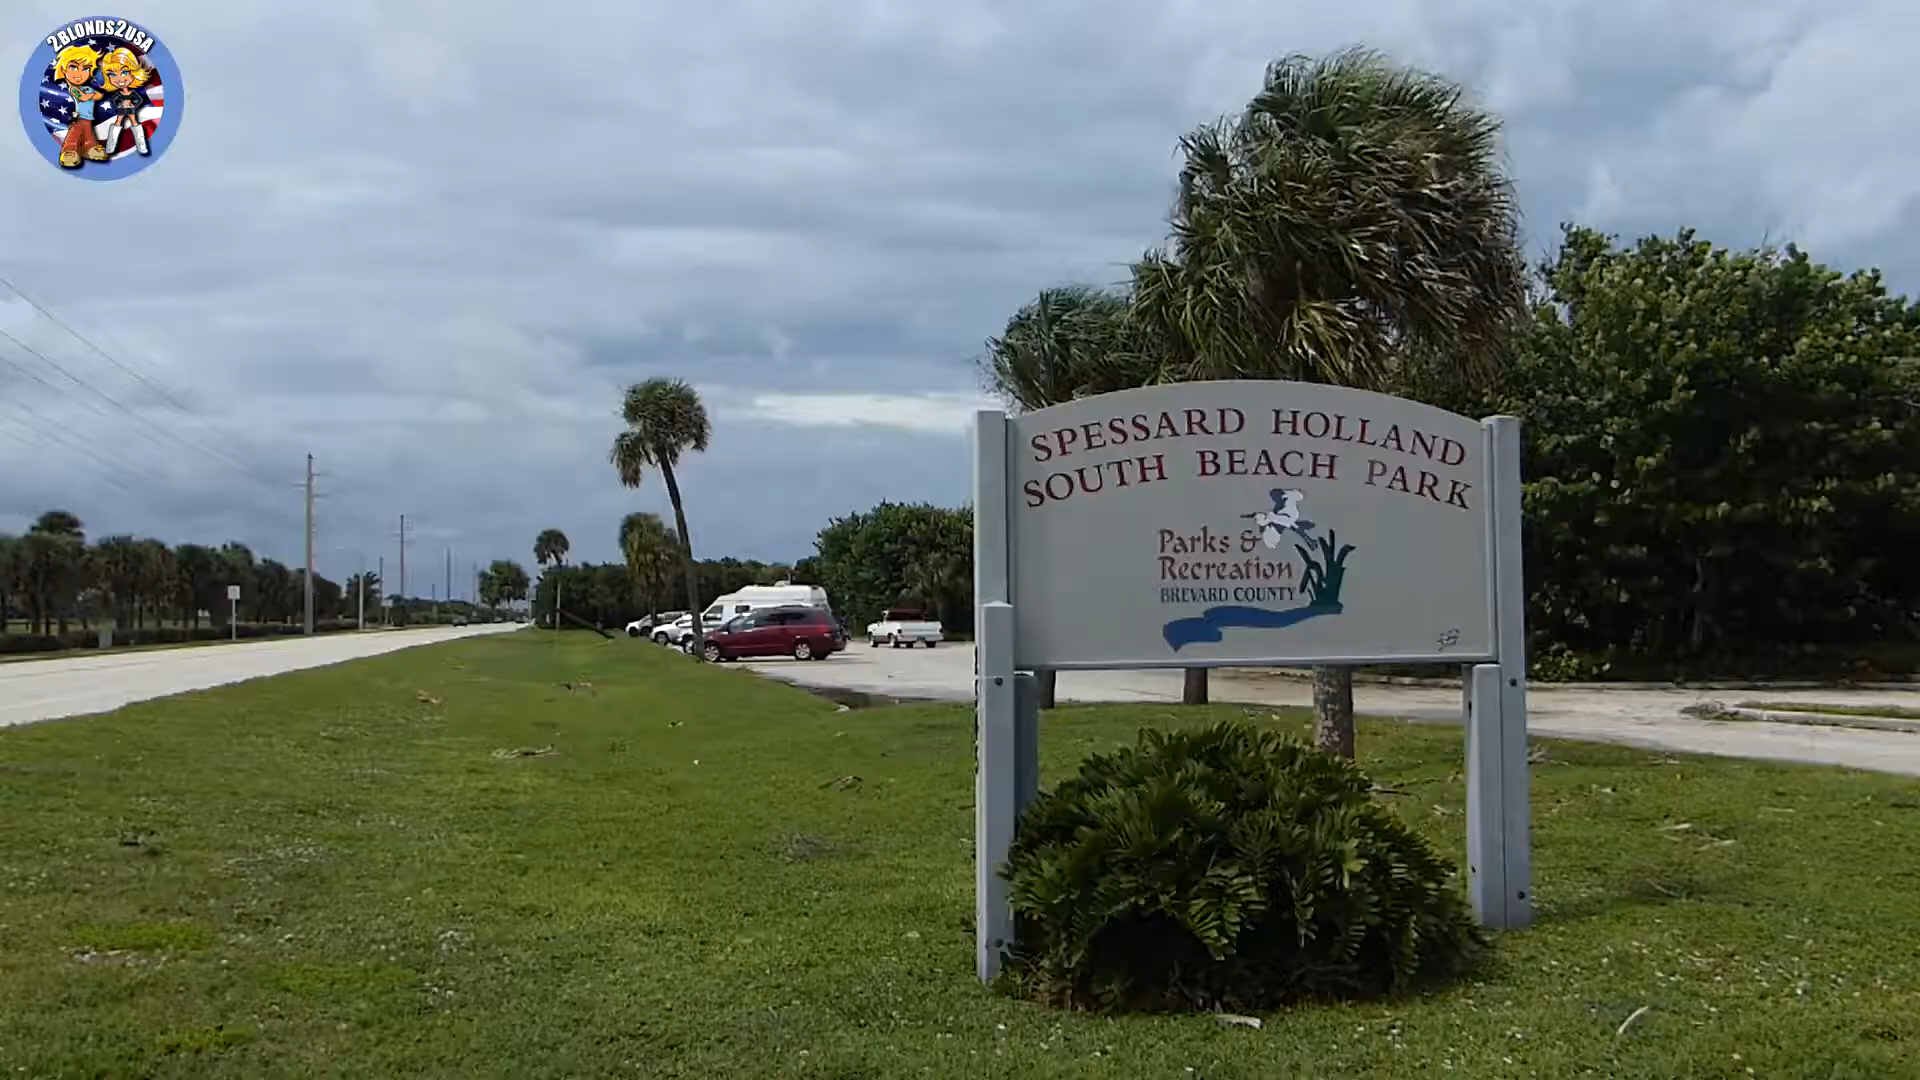 2BLONDS2USA
SPESSARD HOLLAND
SOUTH BEACH PARK
Parks &
Recreation
BREVARD COUNTY